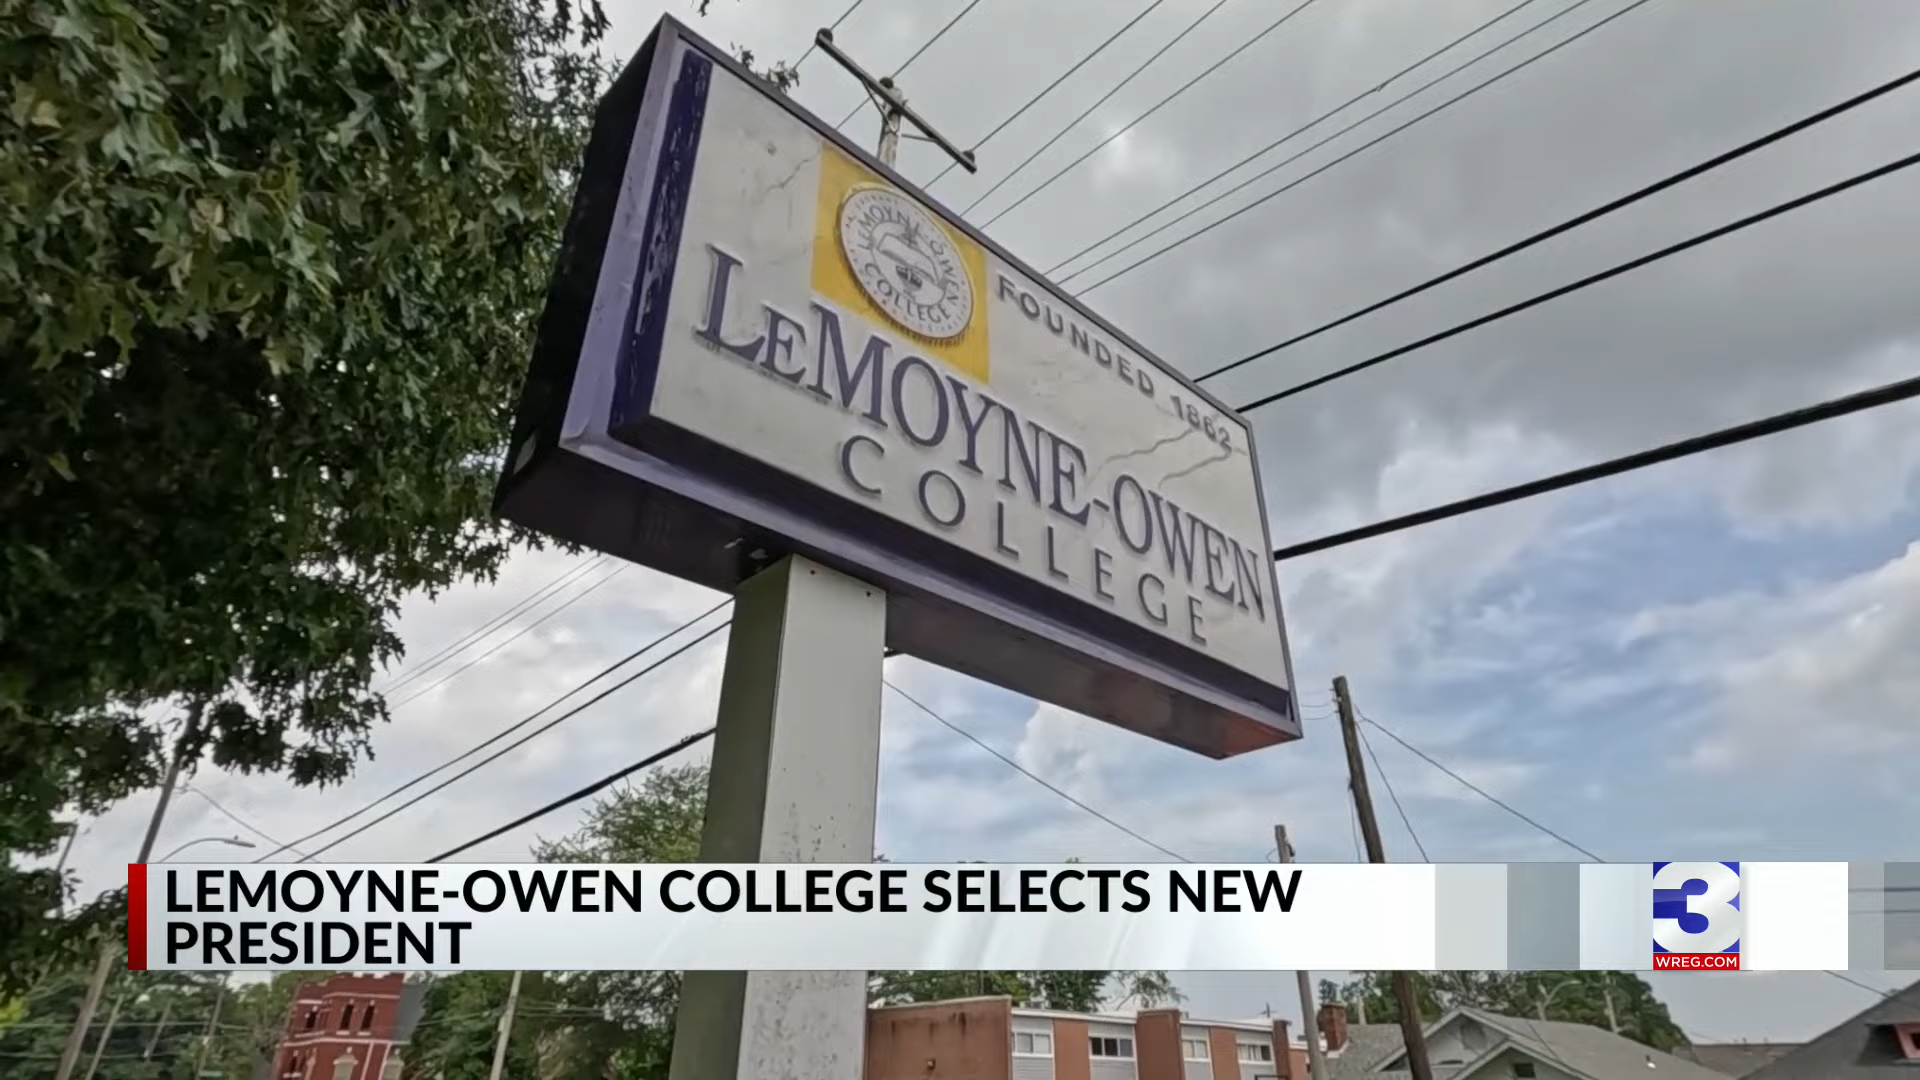 LEMOYNE-OWEN
COLLEGE
FOUNDED 1862
LEMOYNE-OWEN
COLLEGE
LEMOYNE-OWEN COLLEGE SELECTS NEW
PRESIDENT
3
WREG.COM